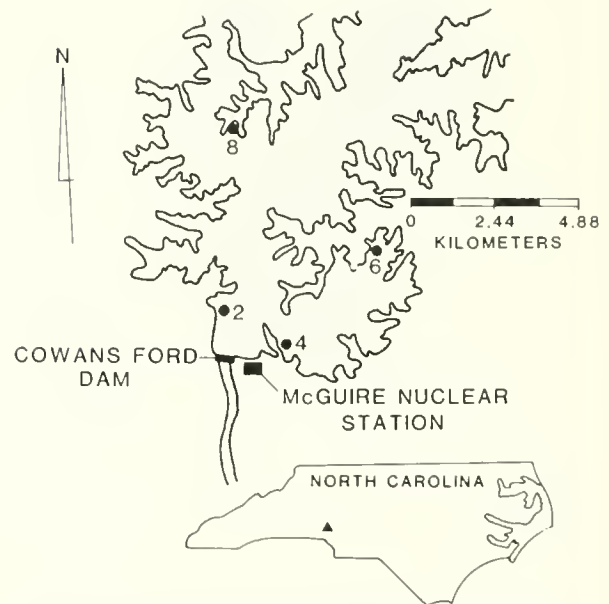 N
8
0 2.44 4.88
KILOMETERS
6
2
4
COWANS FORD
DAM
McGUIRE NUCLEAR
STATION
NORTH CAROLINA